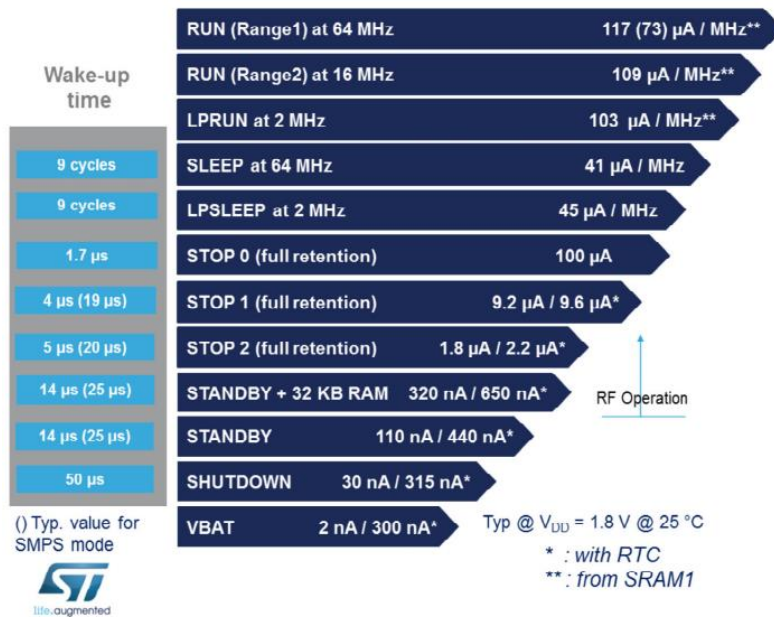 RUN (Range1) at 64 MHz 117 (73) µA / MHz**
Wake-up
time
RUN (Range2) at 16 MHz 109 µA / MHz**
LPRUN at 2 MHz 103 µA / MHz**
9 cycles SLEEP at 64 MHz 41 µA / MHz
9 cycles LPSLEEP at 2 MHz 45 µA / MHz
1.7 µs STOP 0 (full retention) 100 µA
4 µs (19 µs) STOP 1 (full retention) 9.2 µA / 9.6 µA*
5 µs (20 µs) STOP 2 (full retention) 1.8 µA / 2.2 µA*
14 µs (25 µs) STANDBY + 32 KB RAM 320 nA / 650 nA*
RF Operation
14 µs (25 µs) STANDBY 110 nA / 440 nA*
50 µs SHUTDOWN 30 nA / 315 nA*
VBAT 2 nA / 300 nA*
() Typ. value for
SMPS mode
Typ @ VDD = 1.8 V @ 25 °C
* : with RTC
** : from SRAM1
ST
life.augmented